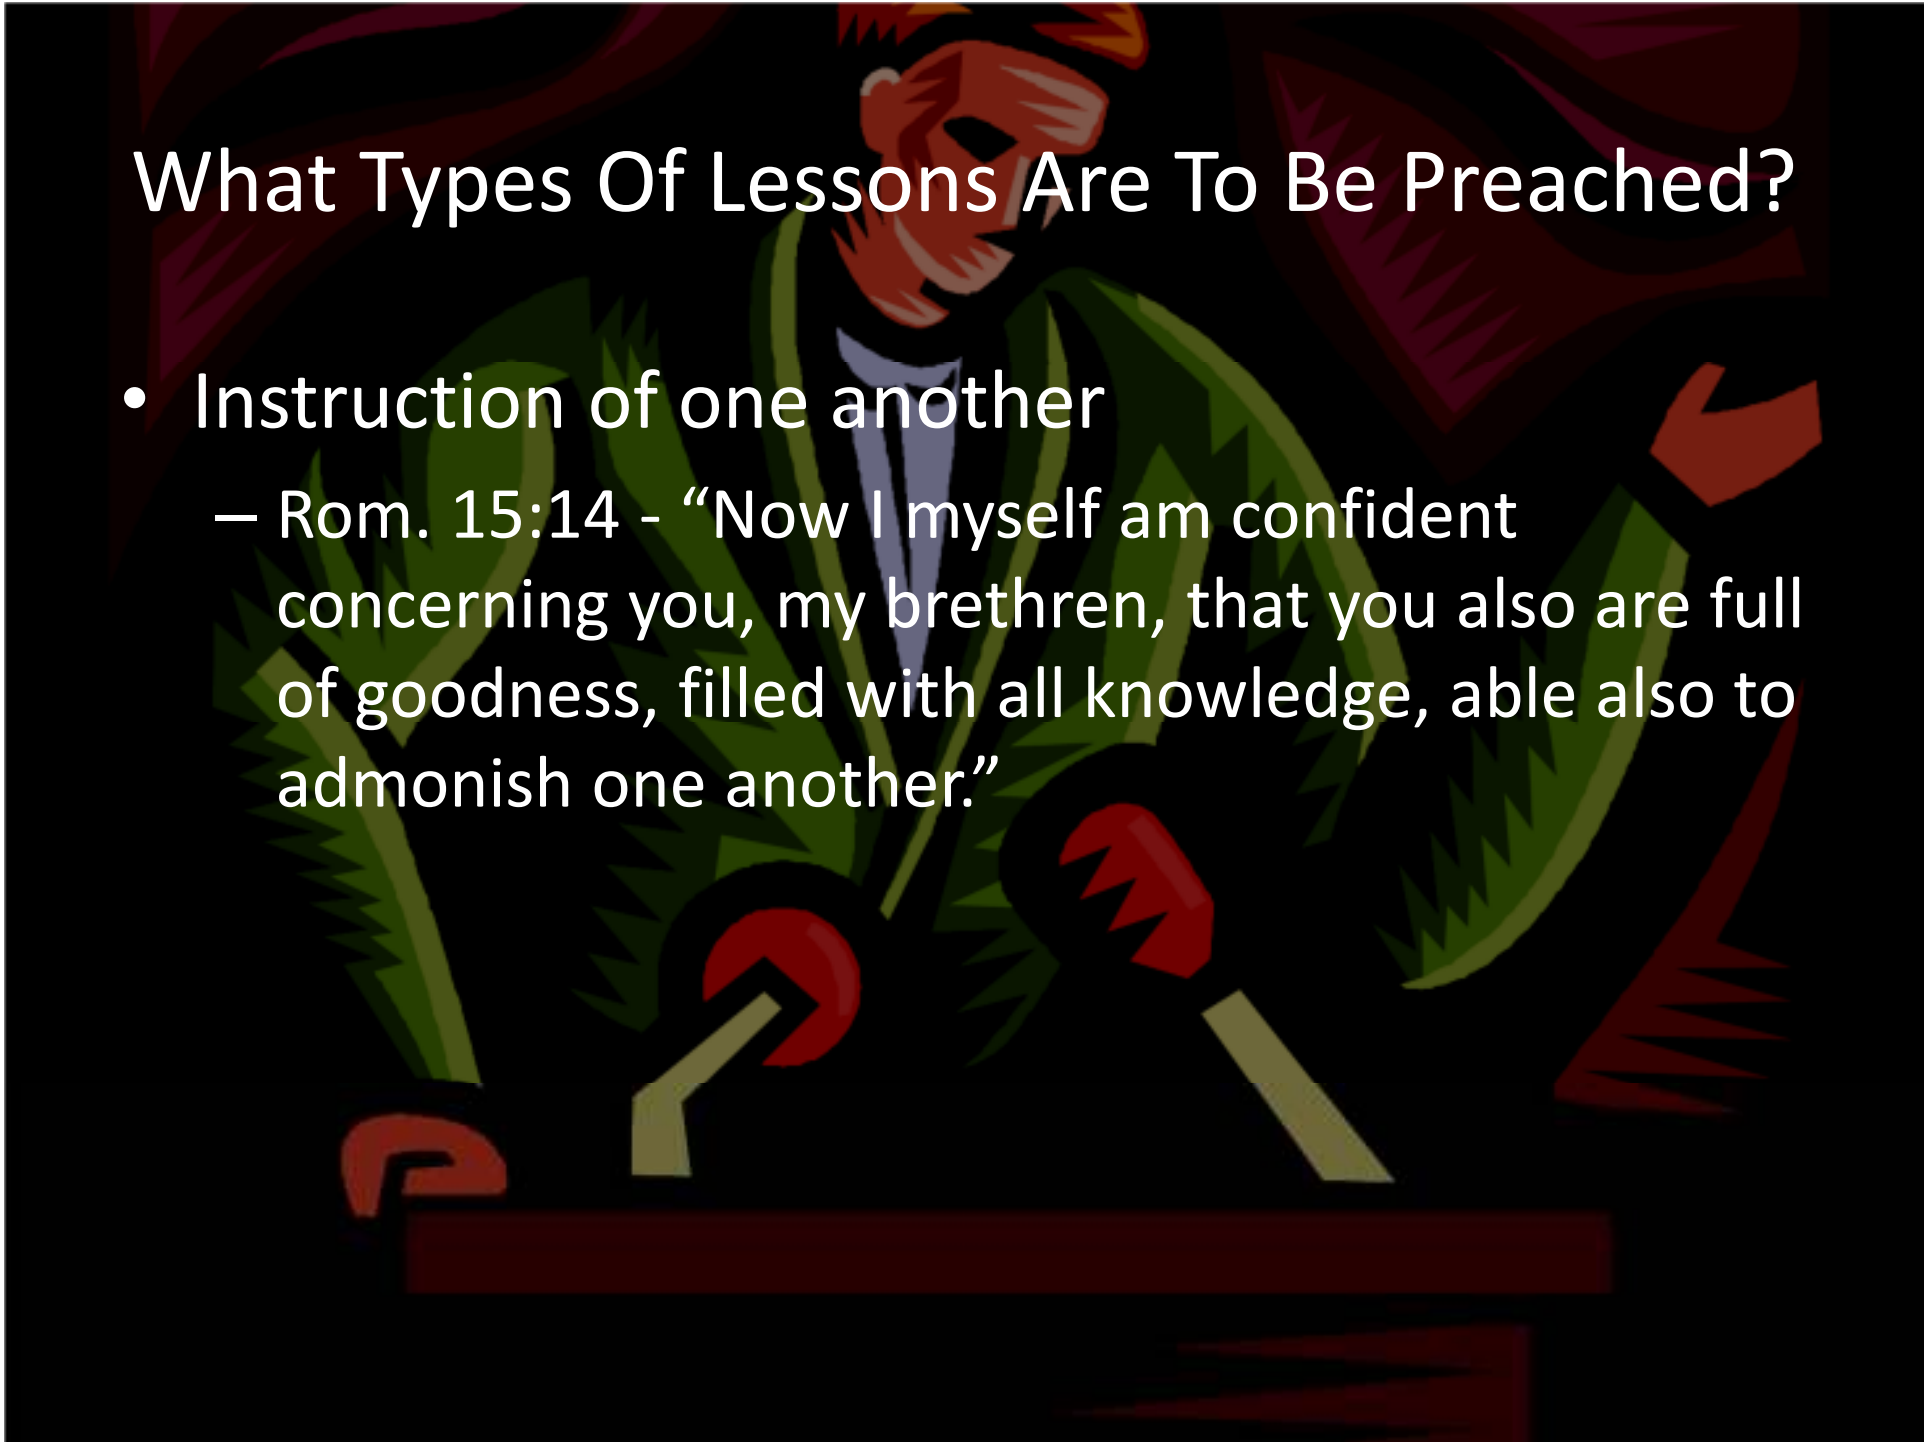 What Types Of Lessons Are To Be Preached?
• Instruction of one another
– Rom. 15:14 - “Now I myself am confident
concerning you, my brethren, that you also are full
of goodness, filled with all knowledge, able also to
admonish one another.”